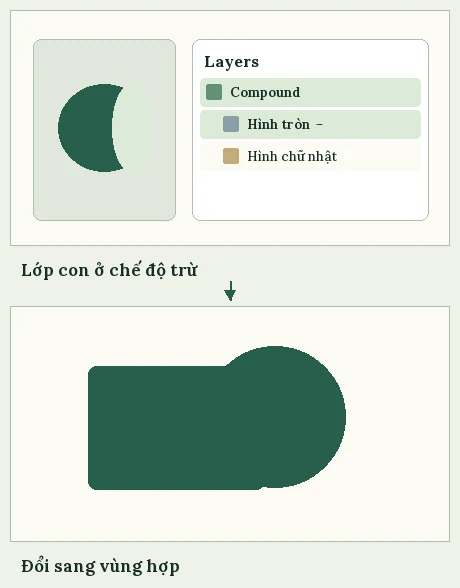 Layers
Compound
Hình tròn −
Hình chữ nhật
Lớp con ở chế độ trừ
Đổi sang vùng hợp